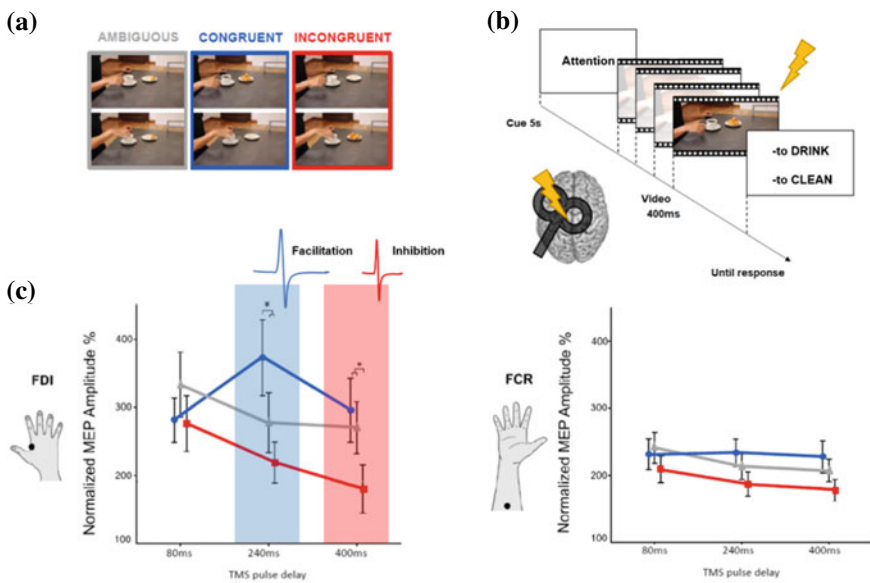 (a)
AMBIGUOUS CONGRUENT INCONGRUENT
(b)
Attention
Cue 5s
Video
400ms
-to DRINK
-to CLEAN
Until response
(c)
Facilitation
Inhibition
FDI
Normalized MEP Amplitude %
400
300
200
100
*
*
80ms 240ms 400ms
TMS pulse delay
FCR
Normalized MEP Amplitude %
400
300
200
100
80ms 240ms 400ms
TMS pulse delay